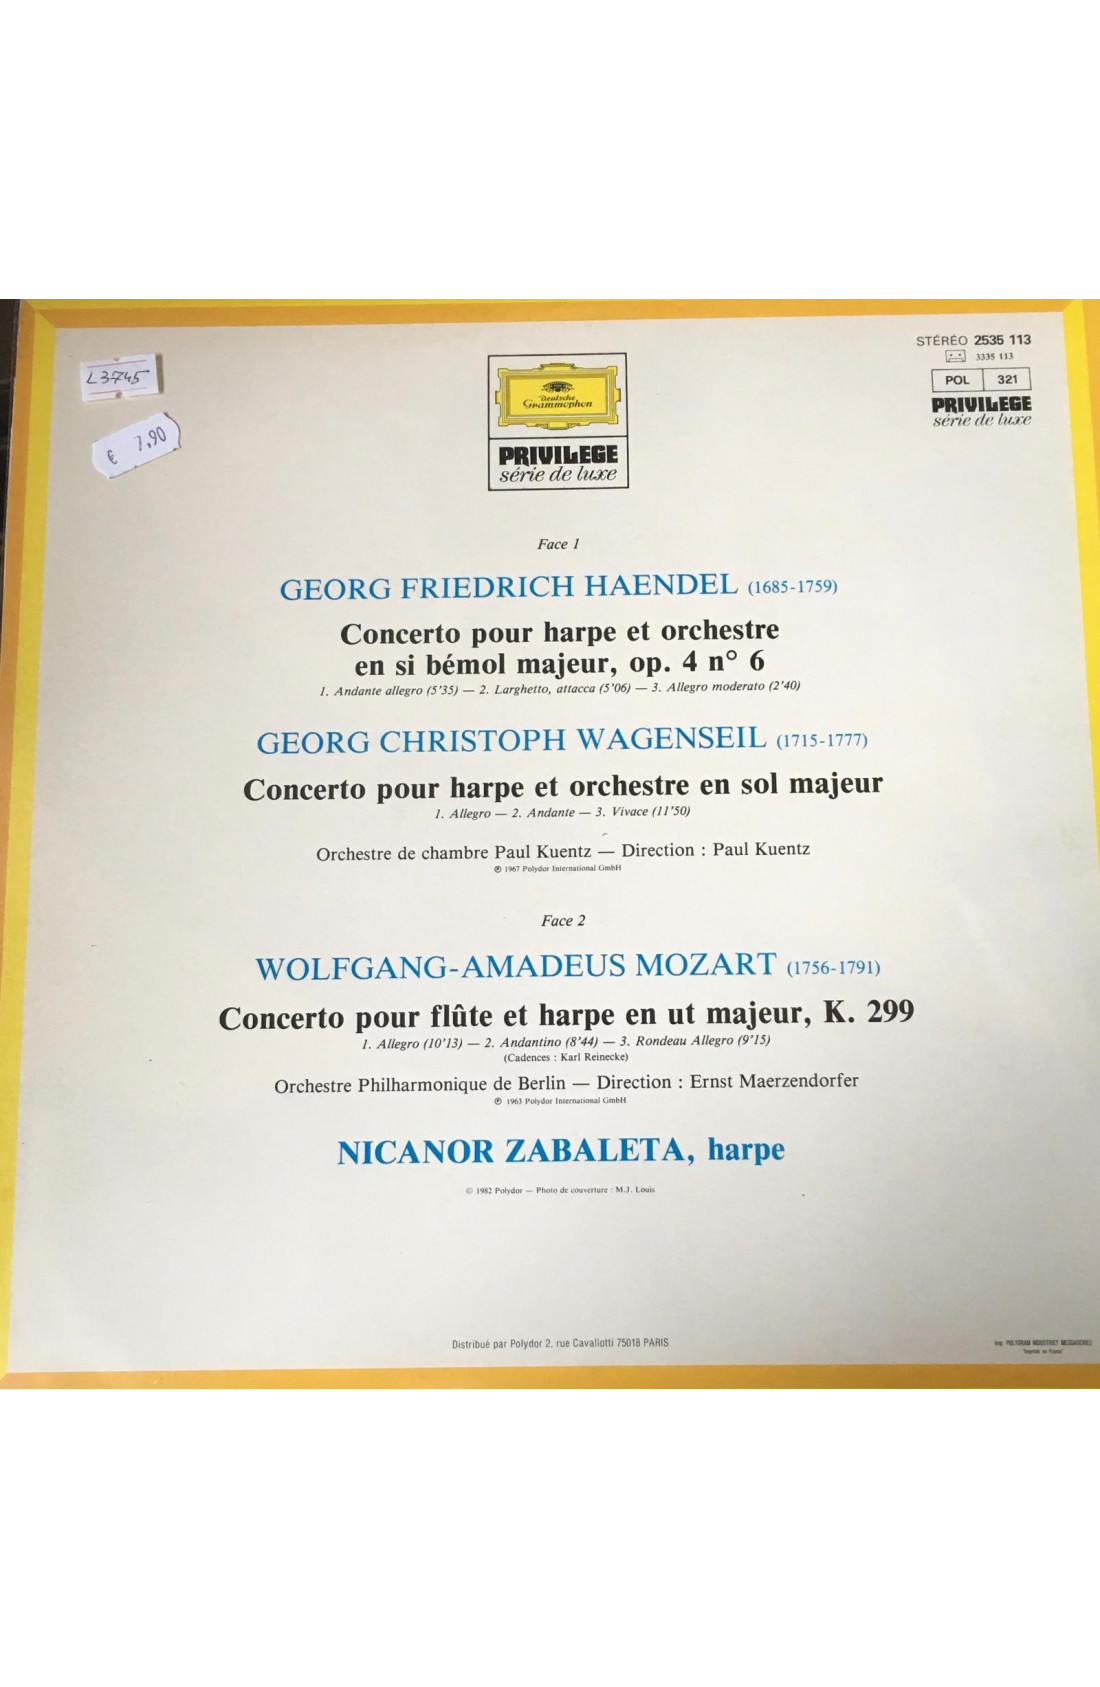 STÉRÉO 2535 113
3335 113
POL 321
PRIVILEGE
série de luxe
L3745
€ 7,90
Deutsche
Grammophon
PRIVILEGE
série de luxe
Face 1
GEORG FRIEDRICH HAENDEL (1685-1759)
Concerto pour harpe et orchestre
en si bémol majeur, op. 4 n° 6
1. Andante allegro (5'35) — 2. Larghetto, attacca (5'06) — 3. Allegro moderato (2'40)
GEORG CHRISTOPH WAGENSEIL (1715-1777)
Concerto pour harpe et orchestre en sol majeur
1. Allegro — 2. Andante — 3. Vivace (11'50)
Orchestre de chambre Paul Kuentz — Direction : Paul Kuentz
℗ 1967 Polydor International GmbH
Face 2
WOLFGANG-AMADEUS MOZART (1756-1791)
Concerto pour flûte et harpe en ut majeur, K. 299
1. Allegro (10'13) — 2. Andantino (8'44) — 3. Rondeau Allegro (9'15)
(Cadences : Karl Reinecke)
Orchestre Philharmonique de Berlin — Direction : Ernst Maerzendorfer
℗ 1963 Polydor International GmbH
NICANOR ZABALETA, harpe
© 1982 Polydor — Photo de couverture : M.J. Louis
Distribué par Polydor 2, rue Cavallotti 75018 PARIS
Imp. POLYGRAM INDUSTRIES MESSAGERIES
"Imprimé en France"